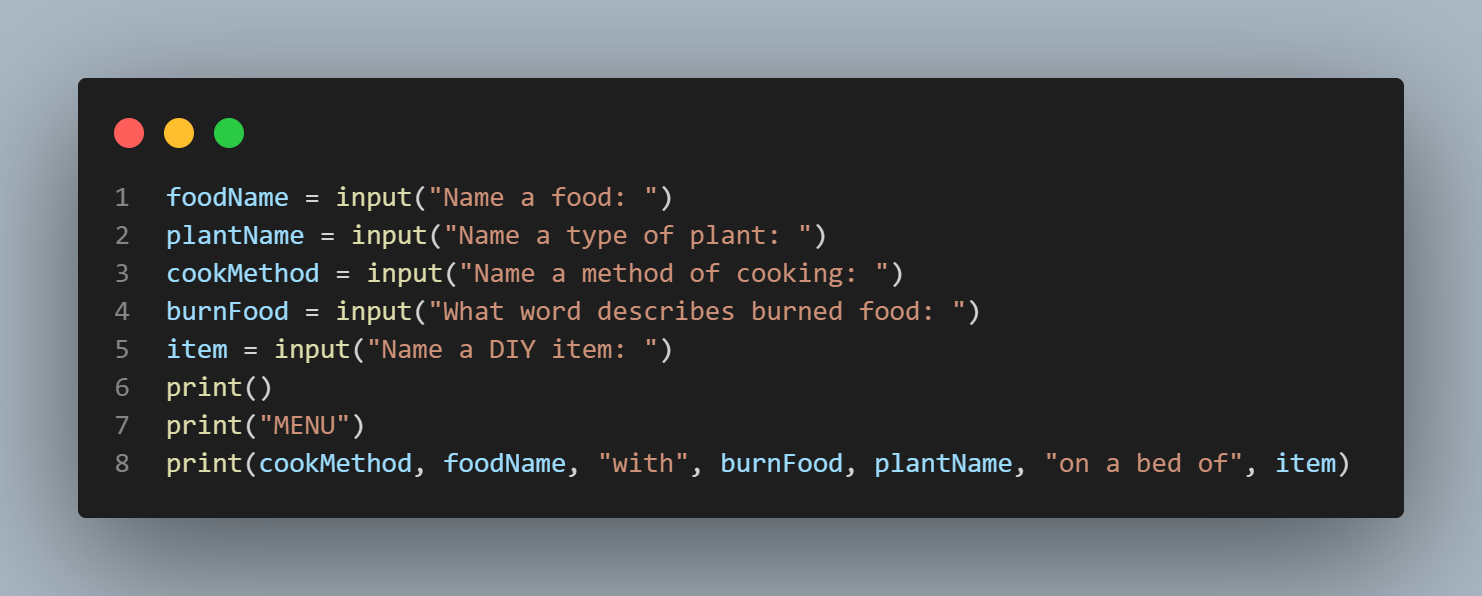 1 foodName = input("Name a food: ")
2 plantName = input("Name a type of plant: ")
3 cookMethod = input("Name a method of cooking: ")
4 burnFood = input("What word describes burned food: ")
5 item = input("Name a DIY item: ")
6 print()
7 print("MENU")
8 print(cookMethod, foodName, "with", burnFood, plantName, "on a bed of", item)